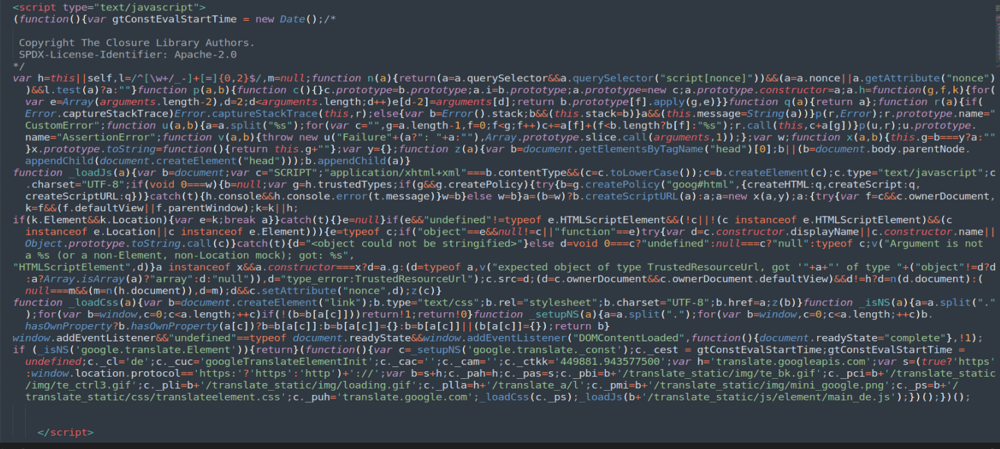 <script type="text/javascript">
(function(){var gtConstEvalStartTime = new Date();/*
Copyright The Closure Library Authors.
SPDX-License-Identifier: Apache-2.0
*/
var h=this||self,l=/^[\w+/_-]+[=]{0,2}$/,m=null;function n(a){return(a=a.querySelector&&a.querySelector("script[nonce]"))&&(a=a.nonce||a.getAttribute("nonce")
)&&l.test(a)?a:""}function p(a,b){function c(){}c.prototype=b.prototype;a.i=b.prototype;a.prototype=new c;a.prototype.constructor=a;a.h=function(g,f,k){for(
var e=Array(arguments.length-2),d=2;d<arguments.length;d++)e[d-2]=arguments[d];return b.prototype[f].apply(g,e)}}function q(a){return a};function r(a){if(
Error.captureStackTrace)Error.captureStackTrace(this,r);else{var b=Error().stack;b&&(this.stack=b)}a&&(this.message=String(a))}p(r,Error);r.prototype.name="
CustomError";function u(a,b){a=a.split("%s");for(var c="",g=a.length-1,f=0;f<g;f++)c+=a[f]+(f<b.length?b[f]:"%s");r.call(this,c+a[g])}p(u,r);u.prototype.
name="AssertionError";function v(a,b){throw new u("Failure"+(a?": "+a:""),Array.prototype.slice.call(arguments,1));};var w;function x(a,b){this.g=b===y?a:""
}x.prototype.toString=function(){return this.g+""};var y={};function z(a){var b=document.getElementsByTagName("head")[0];b||(b=document.body.parentNode.
appendChild(document.createElement("head")));b.appendChild(a)}
function _loadJs(a){var b=document;var c="SCRIPT";"application/xhtml+xml"===b.contentType&&(c=c.toLowerCase());c=b.createElement(c);c.type="text/javascript";c
.charset="UTF-8";if(void 0===w){b=null;var g=h.trustedTypes;if(g&&g.createPolicy){try{b=g.createPolicy("goog#html",{createHTML:q,createScript:q,
createScriptURL:q})}catch(t){h.console&&h.console.error(t.message)}w=b}else w=b}a=(b=w)?b.createScriptURL(a):a;a=new x(a,y);a:{try{var f=c&&c.ownerDocument,
k=f&&(f.defaultView||f.parentWindow);k=k||h;
if(k.Element&&k.Location){var e=k;break a}}catch(t){}e=null}if(e&&"undefined"!=typeof e.HTMLScriptElement&&(!c||!(c instanceof e.HTMLScriptElement)&&(c
instanceof e.Location||c instanceof e.Element))){e=typeof c;if("object"==e&&null!=c||"function"==e)try{var d=c.constructor.displayName||c.constructor.name||
Object.prototype.toString.call(c)}catch(t){d="<object could not be stringified>"}else d=void 0===c?"undefined":null===c?"null":typeof c;v("Argument is not
a %s (or a non-Element, non-Location mock); got: %s",
"HTMLScriptElement",d)}a instanceof x&&a.constructor===x?d=a.g:(d=typeof a,v("expected object of type TrustedResourceUrl, got '"+a+"' of type "+("object"!=d?d
:a?Array.isArray(a)?"array":d:"null")),d="type_error:TrustedResourceUrl");c.src=d;(d=c.ownerDocument&&c.ownerDocument.defaultView)&&d!=h?d=n(d.document):(
null===m&&(m=n(h.document)),d=m);d&&c.setAttribute("nonce",d);z(c)}
function _loadCss(a){var b=document.createElement("link");b.type="text/css";b.rel="stylesheet";b.charset="UTF-8";b.href=a;z(b)}function _isNS(a){a=a.split("."
);for(var b=window,c=0;c<a.length;++c)if(!(b=b[a[c]]))return!1;return!0}function _setupNS(a){a=a.split(".");for(var b=window,c=0;c<a.length;++c)b.
hasOwnProperty?b.hasOwnProperty(a[c])?b=b[a[c]]:b=b[a[c]]={}:b=b[a[c]]||(b[a[c]]={});return b}
window.addEventListener&&"undefined"==typeof document.readyState&&window.addEventListener("DOMContentLoaded",function(){document.readyState="complete"},!1);
if (_isNS('google.translate.Element')){return}(function(){var c=_setupNS('google.translate._const');c._cest = gtConstEvalStartTime;gtConstEvalStartTime =
undefined;c._cl='de';c._cuc='googleTranslateElementInit';c._cac='';c._cam='';c._ctkk='449881.943577500';var h='translate.googleapis.com';var s=(true?'https'
:window.location.protocol=='https:'?'https':'http')+'://';var b=s+h;c._pah=h;c._pas=s;c._pbi=b+'/translate_static/img/te_bk.gif';c._pci=b+'/translate_static
/img/te_ctrl3.gif';c._pli=b+'/translate_static/img/loading.gif';c._plla=h+'/translate_a/l';c._pmi=b+'/translate_static/img/mini_google.png';c._ps=b+'/
translate_static/css/translateelement.css';c._puh='translate.google.com';_loadCss(c._ps);_loadJs(b+'/translate_static/js/element/main_de.js');})();})();
</script>